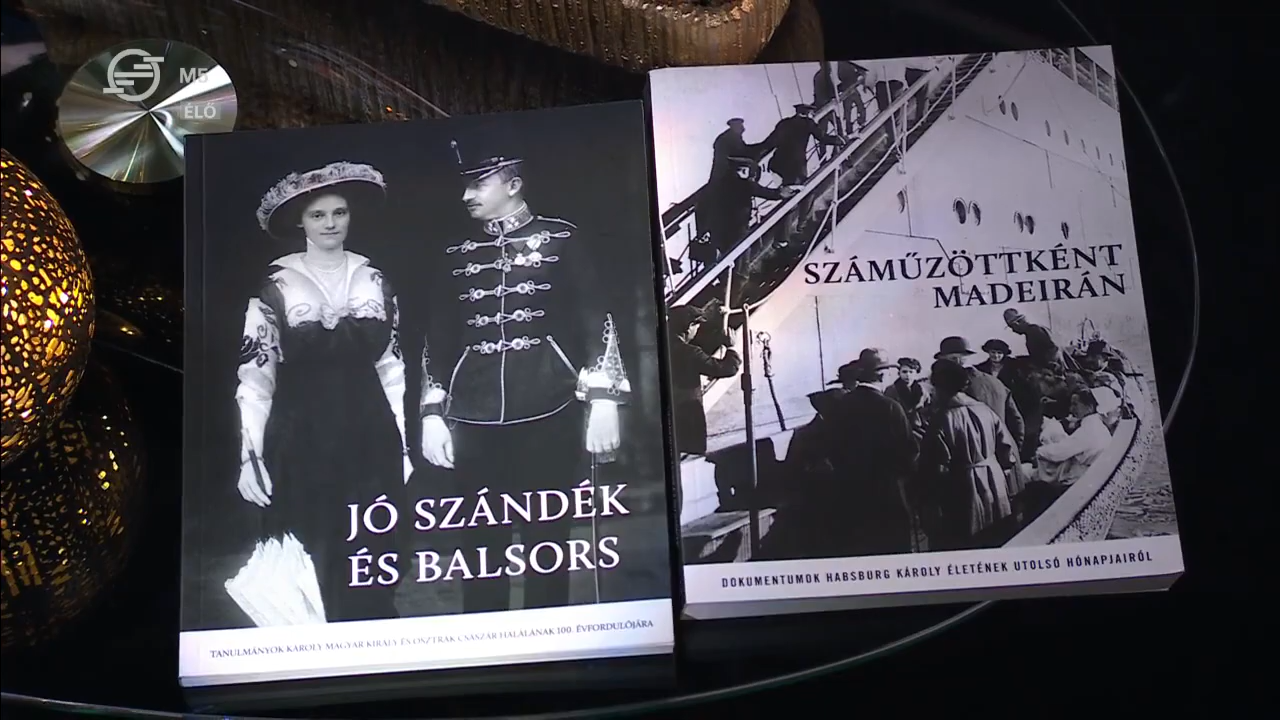 M5
ÉLŐ
JÓ SZÁNDÉK
ÉS BALSORS
TANULMÁNYOK KÁROLY MAGYAR KIRÁLY ÉS OSZTRÁK CSÁSZÁR HALÁLÁNAK 100. ÉVFORDULÓJÁRA
SZÁMŰZÖTTKÉNT
MADEIRÁN
DOKUMENTUMOK HABSBURG KÁROLY ÉLETÉNEK UTOLSÓ HÓNAPJAIRÓL